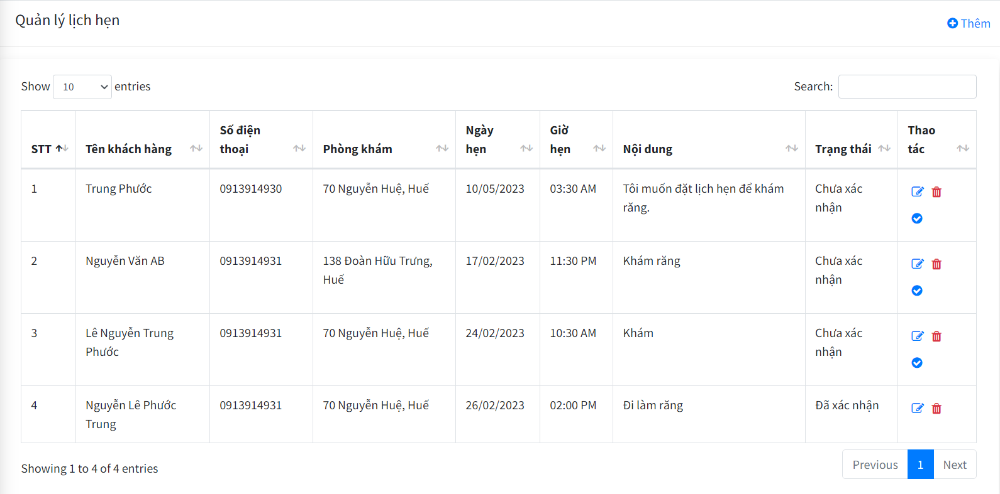 Quản lý lịch hẹn
Thêm
Show 10 entries
Search:
STT Tên khách hàng Số điện thoại Phòng khám Ngày hẹn Giờ hẹn Nội dung Trạng thái Thao tác
1 Trung Phước 0913914930 70 Nguyễn Huệ, Huế 10/05/2023 03:30 AM Tôi muốn đặt lịch hẹn để khám răng. Chưa xác nhận
2 Nguyễn Văn AB 0913914931 138 Đoàn Hữu Trưng, Huế 17/02/2023 11:30 PM Khám răng Chưa xác nhận
3 Lê Nguyễn Trung Phước 0913914931 70 Nguyễn Huệ, Huế 24/02/2023 10:30 AM Khám Chưa xác nhận
4 Nguyễn Lê Phước Trung 0913914931 70 Nguyễn Huệ, Huế 26/02/2023 02:00 PM Đi làm răng Đã xác nhận
Showing 1 to 4 of 4 entries
Previous 1 Next